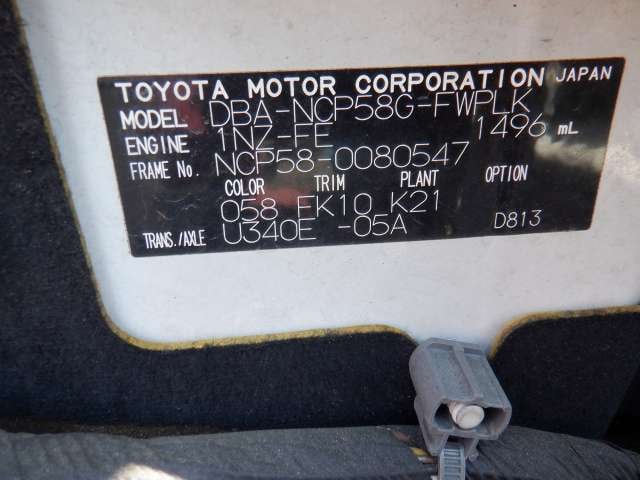 TOYOTA MOTOR CORPORATION JAPAN
MODEL DBA-NCP58G-FWPLK
ENGINE 1NZ-FE 1496 mL
FRAME No. NCP58-0080547
COLOR TRIM PLANT OPTION
058 FK10 K21
TRANS./AXLE U340E -05A D813